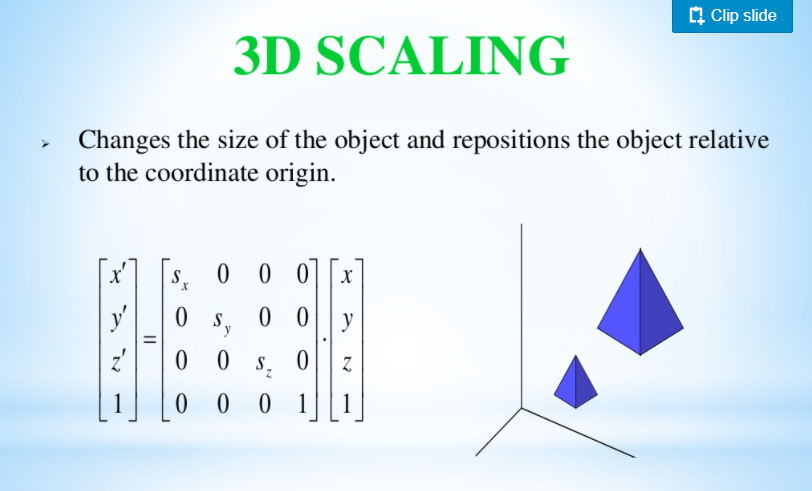 Clip slide
3D SCALING
➢ Changes the size of the object and repositions the object relative
to the coordinate origin.
[x'] = [s_x 0 0 0] . [x]
[y'] [0 s_y 0 0] [y]
[z'] [0 0 s_z 0] [z]
[1] [0 0 0 1] [1]